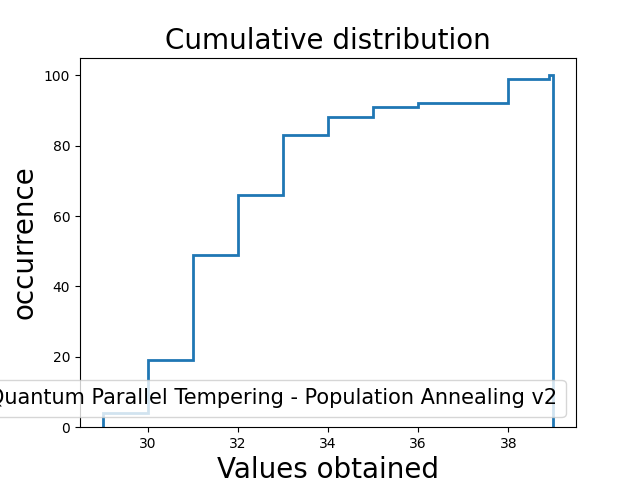 Cumulative distribution
occurrence
100
80
60
40
20
0
Quantum Parallel Tempering - Population Annealing v2
30 32 34 36 38
Values obtained